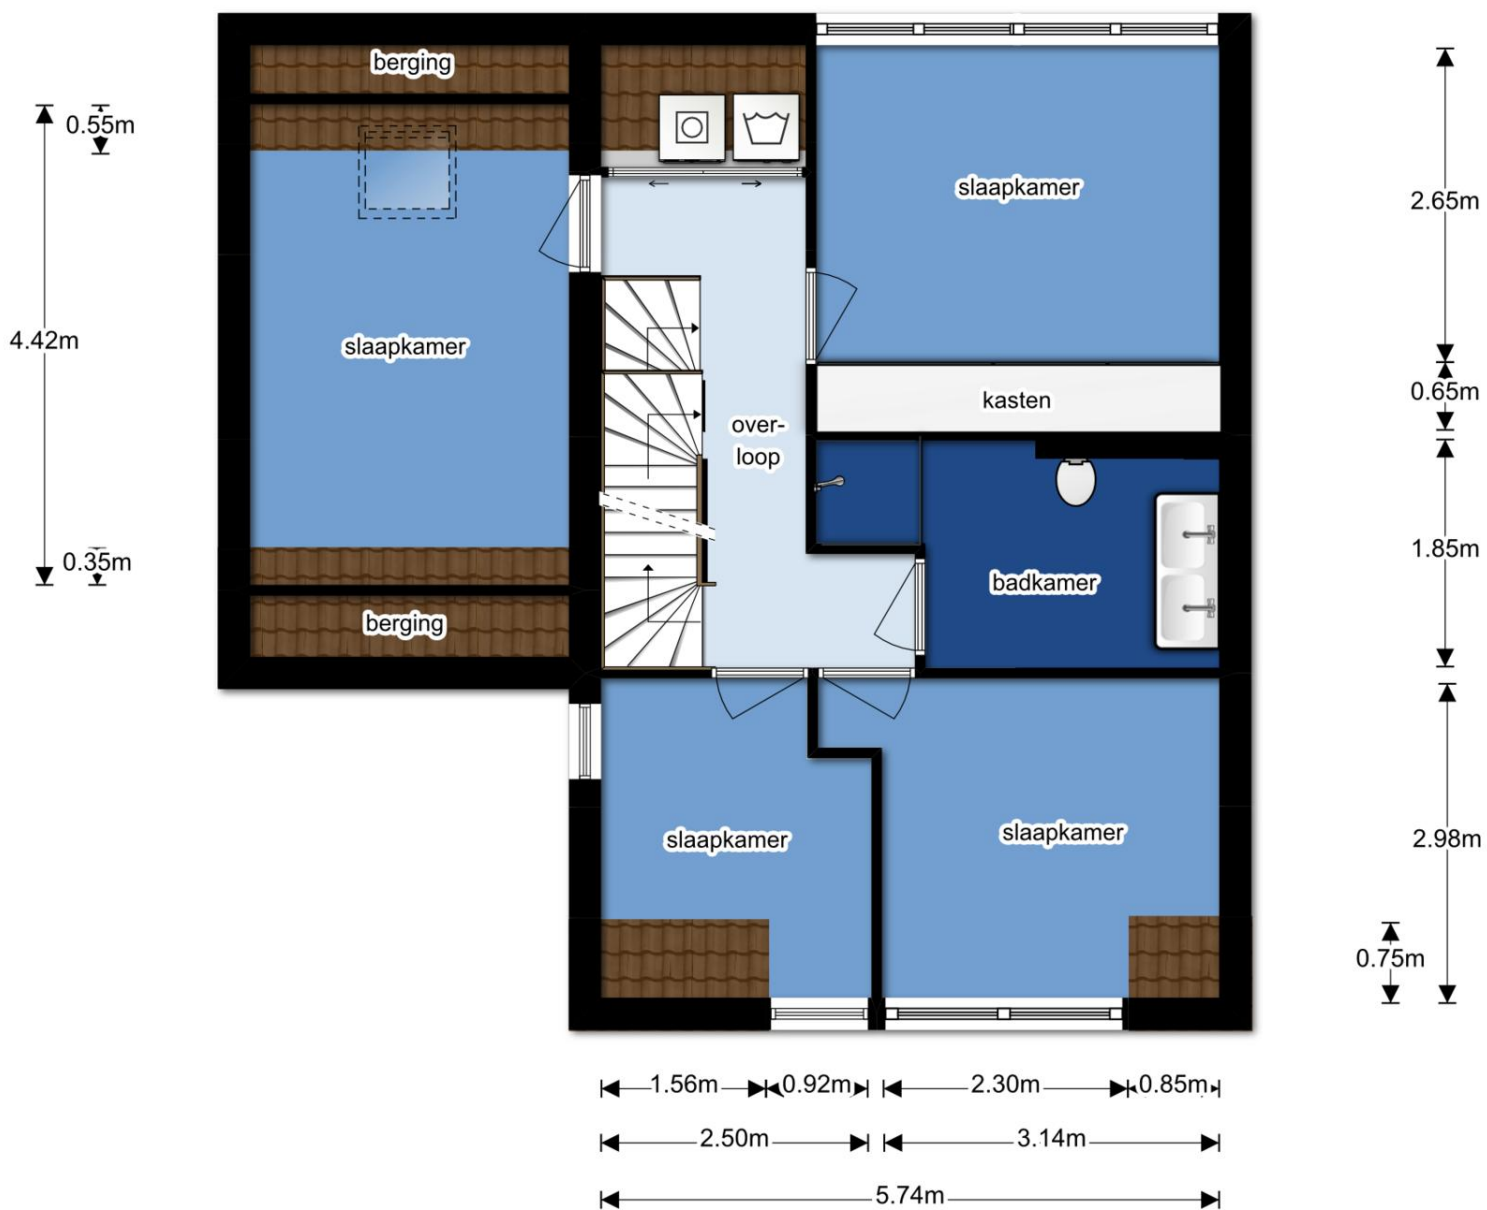 berging
0.55m
slaapkamer
2.65m
4.42m
slaapkamer
0.65m
kasten
over-
loop
1.85m
0.35m
badkamer
berging
slaapkamer
slaapkamer
2.98m
0.75m
1.56m
0.92m
2.30m
0.85m
2.50m
3.14m
5.74m